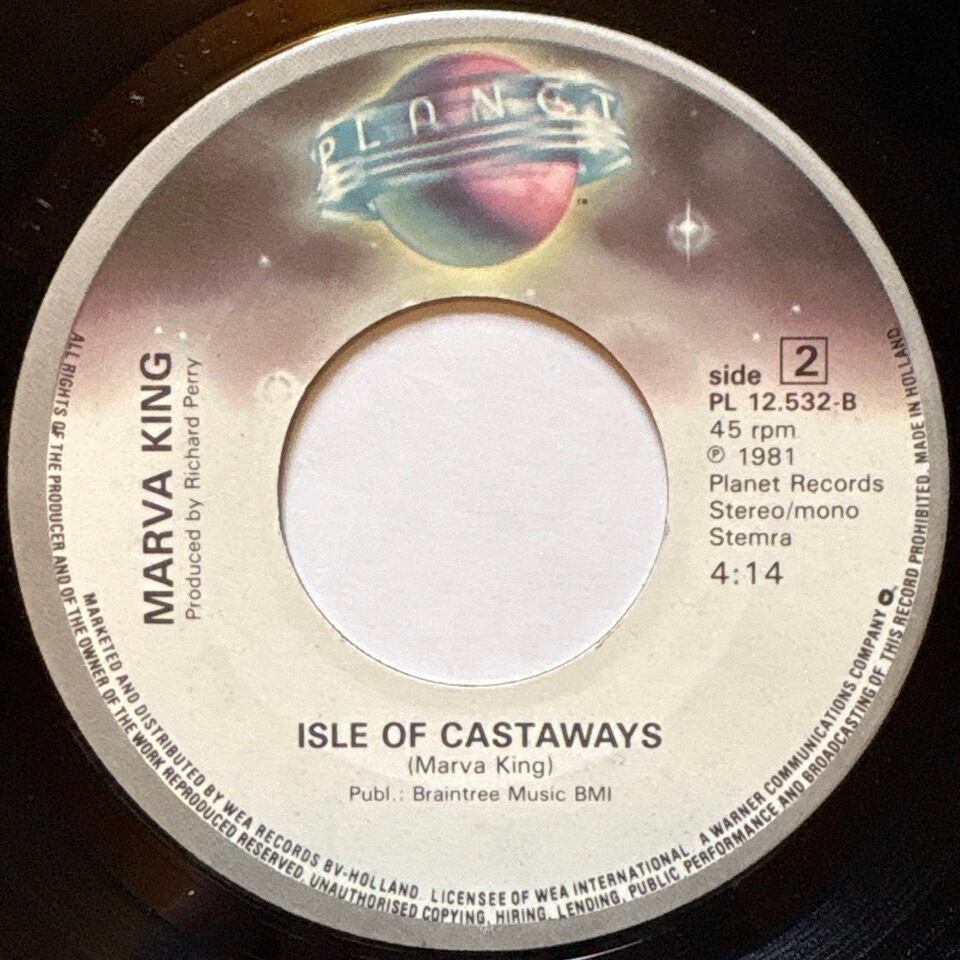 PLANET
TM
MARVA KING
Produced by Richard Perry
side 2
PL 12.532-B
45 rpm
℗ 1981
Planet Records
Stereo/mono
Stemra
4:14
ISLE OF CASTAWAYS
(Marva King)
Publ.: Braintree Music BMI
MARKETED AND DISTRIBUTED BY WEA RECORDS BV-HOLLAND. LICENSEE OF WEA INTERNATIONAL. A WARNER COMMUNICATIONS COMPANY
ALL RIGHTS OF THE PRODUCER AND OF THE OWNER OF THE WORK REPRODUCED RESERVED. UNAUTHORISED COPYING, HIRING, LENDING, PUBLIC PERFORMANCE AND BROADCASTING OF THIS RECORD PROHIBITED. MADE IN HOLLAND